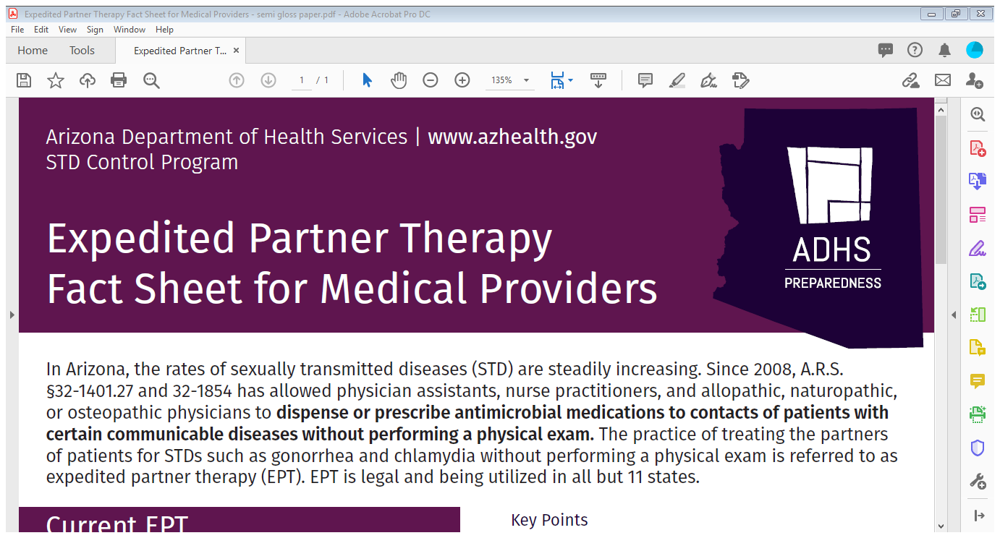 Expedited Partner Therapy Fact Sheet for Medical Providers - semi gloss paper.pdf - Adobe Acrobat Pro DC
File Edit View Sign Window Help
Home Tools Expedited Partner T... ×
1 / 1 135%
Arizona Department of Health Services | www.azhealth.gov
STD Control Program
Expedited Partner Therapy
Fact Sheet for Medical Providers
ADHS
PREPAREDNESS
In Arizona, the rates of sexually transmitted diseases (STD) are steadily increasing. Since 2008, A.R.S.
§32-1401.27 and 32-1854 has allowed physician assistants, nurse practitioners, and allopathic, naturopathic,
or osteopathic physicians to dispense or prescribe antimicrobial medications to contacts of patients with
certain communicable diseases without performing a physical exam. The practice of treating the partners
of patients for STDs such as gonorrhea and chlamydia without performing a physical exam is referred to as
expedited partner therapy (EPT). EPT is legal and being utilized in all but 11 states.
Current EPT
Key Points